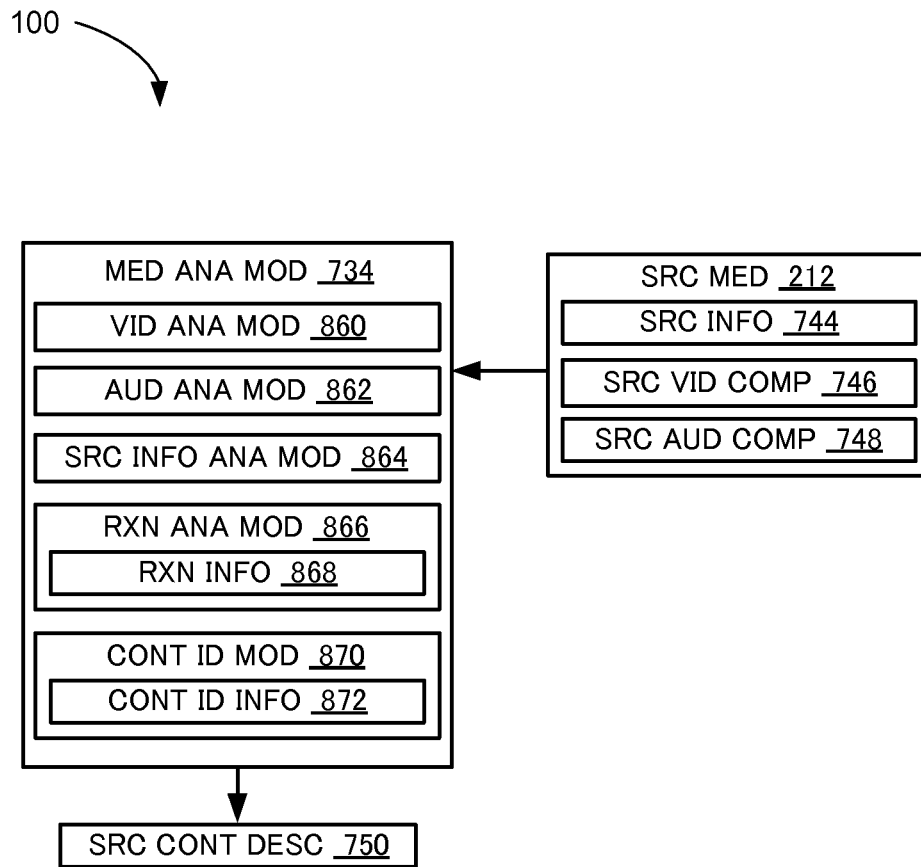 100
MED ANA MOD 734
VID ANA MOD 860
AUD ANA MOD 862
SRC INFO ANA MOD 864
RXN ANA MOD 866
RXN INFO 868
CONT ID MOD 870
CONT ID INFO 872
SRC MED 212
SRC INFO 744
SRC VID COMP 746
SRC AUD COMP 748
SRC CONT DESC 750